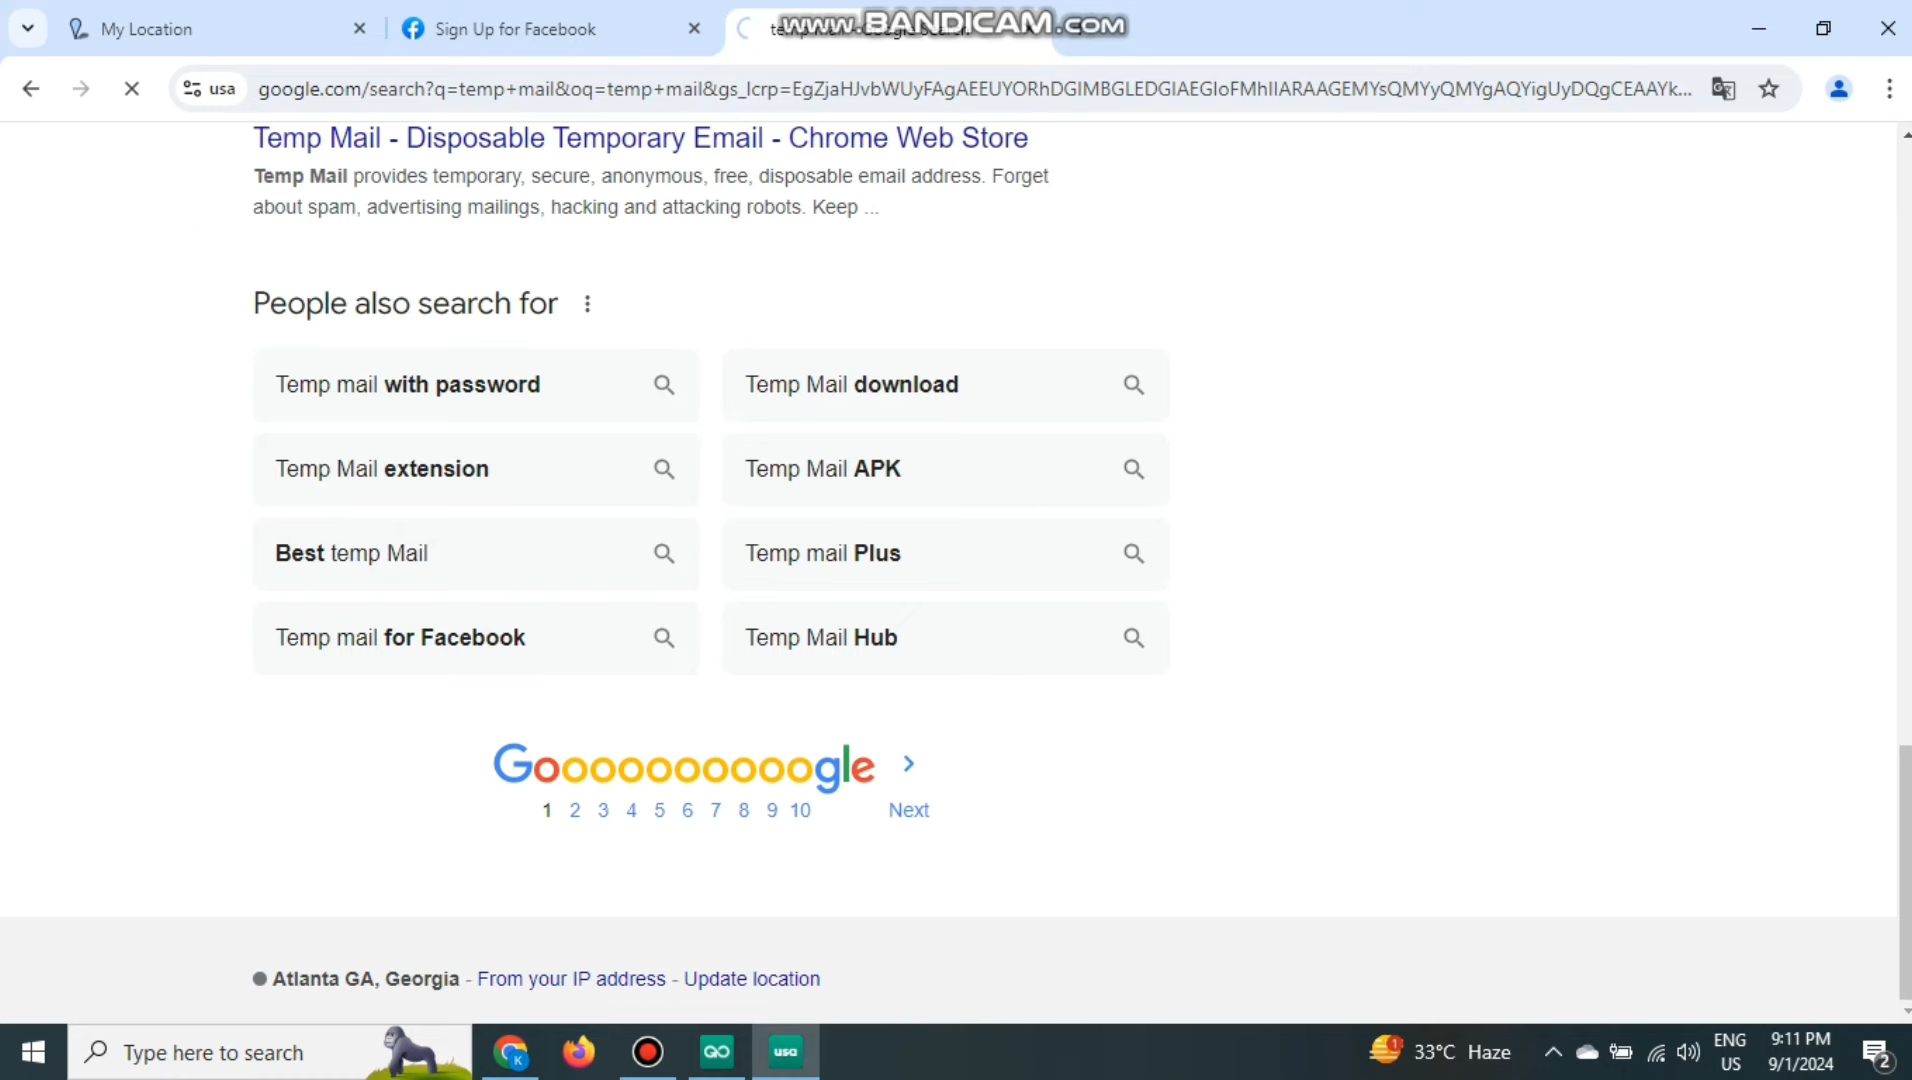 www.BANDICAM.com
My Location
Sign Up for Facebook
usa
google.com/search?q=temp+mail&oq=temp+mail&gs_lcrp=EgZjaHJvbWUyFAgAEEUYORhDGIMBGLEDGIAEGIoFMhIIARAAGEMYsQMYyQMYgAQYigUyDQgCEAAYk...
Temp Mail - Disposable Temporary Email - Chrome Web Store
Temp Mail provides temporary, secure, anonymous, free, disposable email address. Forget
about spam, advertising mailings, hacking and attacking robots. Keep ...
People also search for
Temp mail with password
Temp Mail download
Temp Mail extension
Temp Mail APK
Best temp Mail
Temp mail Plus
Temp mail for Facebook
Temp Mail Hub
Goooooooooogle
1 2 3 4 5 6 7 8 9 10 Next
Atlanta GA, Georgia - From your IP address - Update location
Type here to search
K
usa
1
33°C Haze
ENG
US
9:11 PM
9/1/2024
2